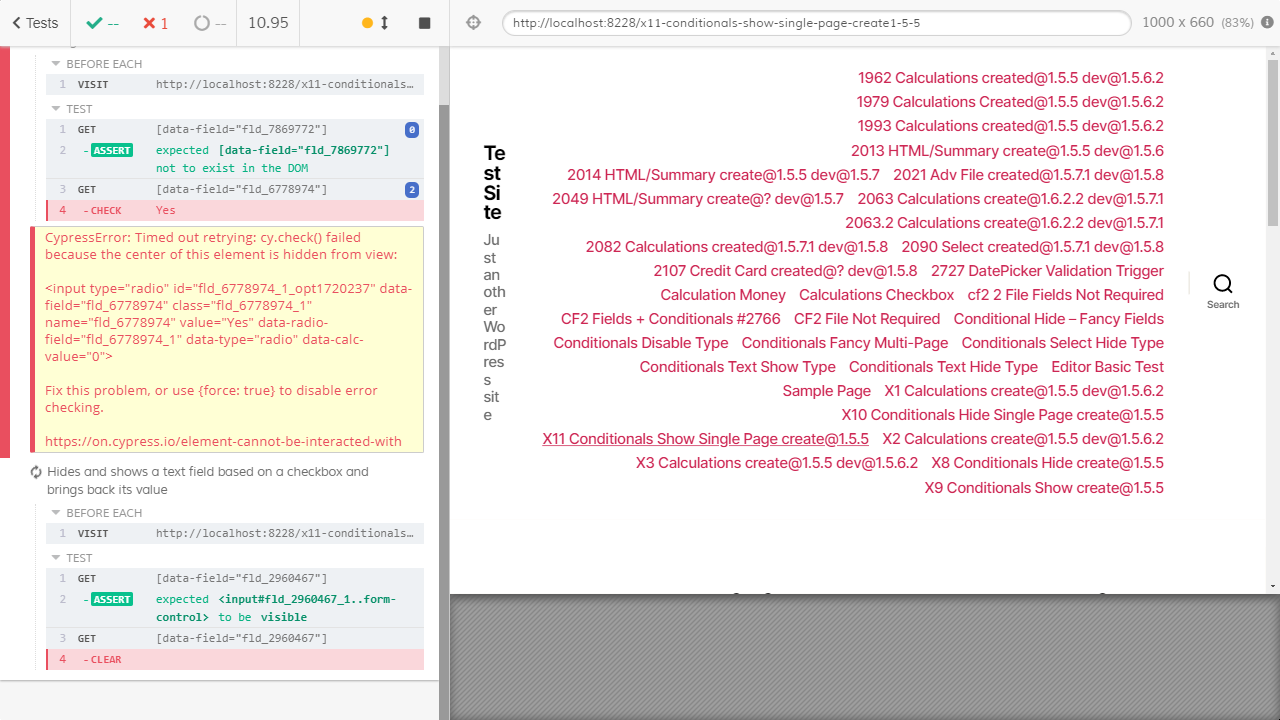 Tests
--
1
--
10.95
http://localhost:8228/x11-conditionals-show-single-page-create1-5-5
1000 x 660 (83%)
BEFORE EACH
1 VISIT http://localhost:8228/x11-conditionals…
TEST
1 GET [data-field="fld_7869772"] 0
2 -ASSERT expected [data-field="fld_7869772"]
not to exist in the DOM
3 GET [data-field="fld_6778974"] 2
4 -CHECK Yes
CypressError: Timed out retrying: cy.check() failed
because the center of this element is hidden from view:
<input type="radio" id="fld_6778974_1_opt1720237" data-
field="fld_6778974" class="fld_6778974_1"
name="fld_6778974" value="Yes" data-radio-
field="fld_6778974_1" data-type="radio" data-calc-
value="0">
Fix this problem, or use {force: true} to disable error
checking.
https://on.cypress.io/element-cannot-be-interacted-with
Hides and shows a text field based on a checkbox and
brings back its value
BEFORE EACH
1 VISIT http://localhost:8228/x11-conditionals…
TEST
1 GET [data-field="fld_2960467"]
2 -ASSERT expected <input#fld_2960467_1..form-
control> to be visible
3 GET [data-field="fld_2960467"]
4 -CLEAR
Te
st
Si
te
Ju
st
an
oth
er
Wo
rdP
res
s
sit
e
1962 Calculations created@1.5.5 dev@1.5.6.2
1979 Calculations Created@1.5.5 dev@1.5.6.2
1993 Calculations created@1.5.5 dev@1.5.6.2
2013 HTML/Summary create@1.5.5 dev@1.5.6
2014 HTML/Summary create@1.5.5 dev@1.5.7 2021 Adv File created@1.5.7.1 dev@1.5.8
2049 HTML/Summary create@? dev@1.5.7 2063 Calculations create@1.6.2.2 dev@1.5.7.1
2063.2 Calculations create@1.6.2.2 dev@1.5.7.1
2082 Calculations created@1.5.7.1 dev@1.5.8 2090 Select created@1.5.7.1 dev@1.5.8
2107 Credit Card created@? dev@1.5.8 2727 DatePicker Validation Trigger
Calculation Money Calculations Checkbox cf2 2 File Fields Not Required
CF2 Fields + Conditionals #2766 CF2 File Not Required Conditional Hide – Fancy Fields
Conditionals Disable Type Conditionals Fancy Multi-Page Conditionals Select Hide Type
Conditionals Text Show Type Conditionals Text Hide Type Editor Basic Test
Sample Page X1 Calculations create@1.5.5 dev@1.5.6.2
X10 Conditionals Hide Single Page create@1.5.5
X11 Conditionals Show Single Page create@1.5.5 X2 Calculations create@1.5.5 dev@1.5.6.2
X3 Calculations create@1.5.5 dev@1.5.6.2 X8 Conditionals Hide create@1.5.5
X9 Conditionals Show create@1.5.5
Search